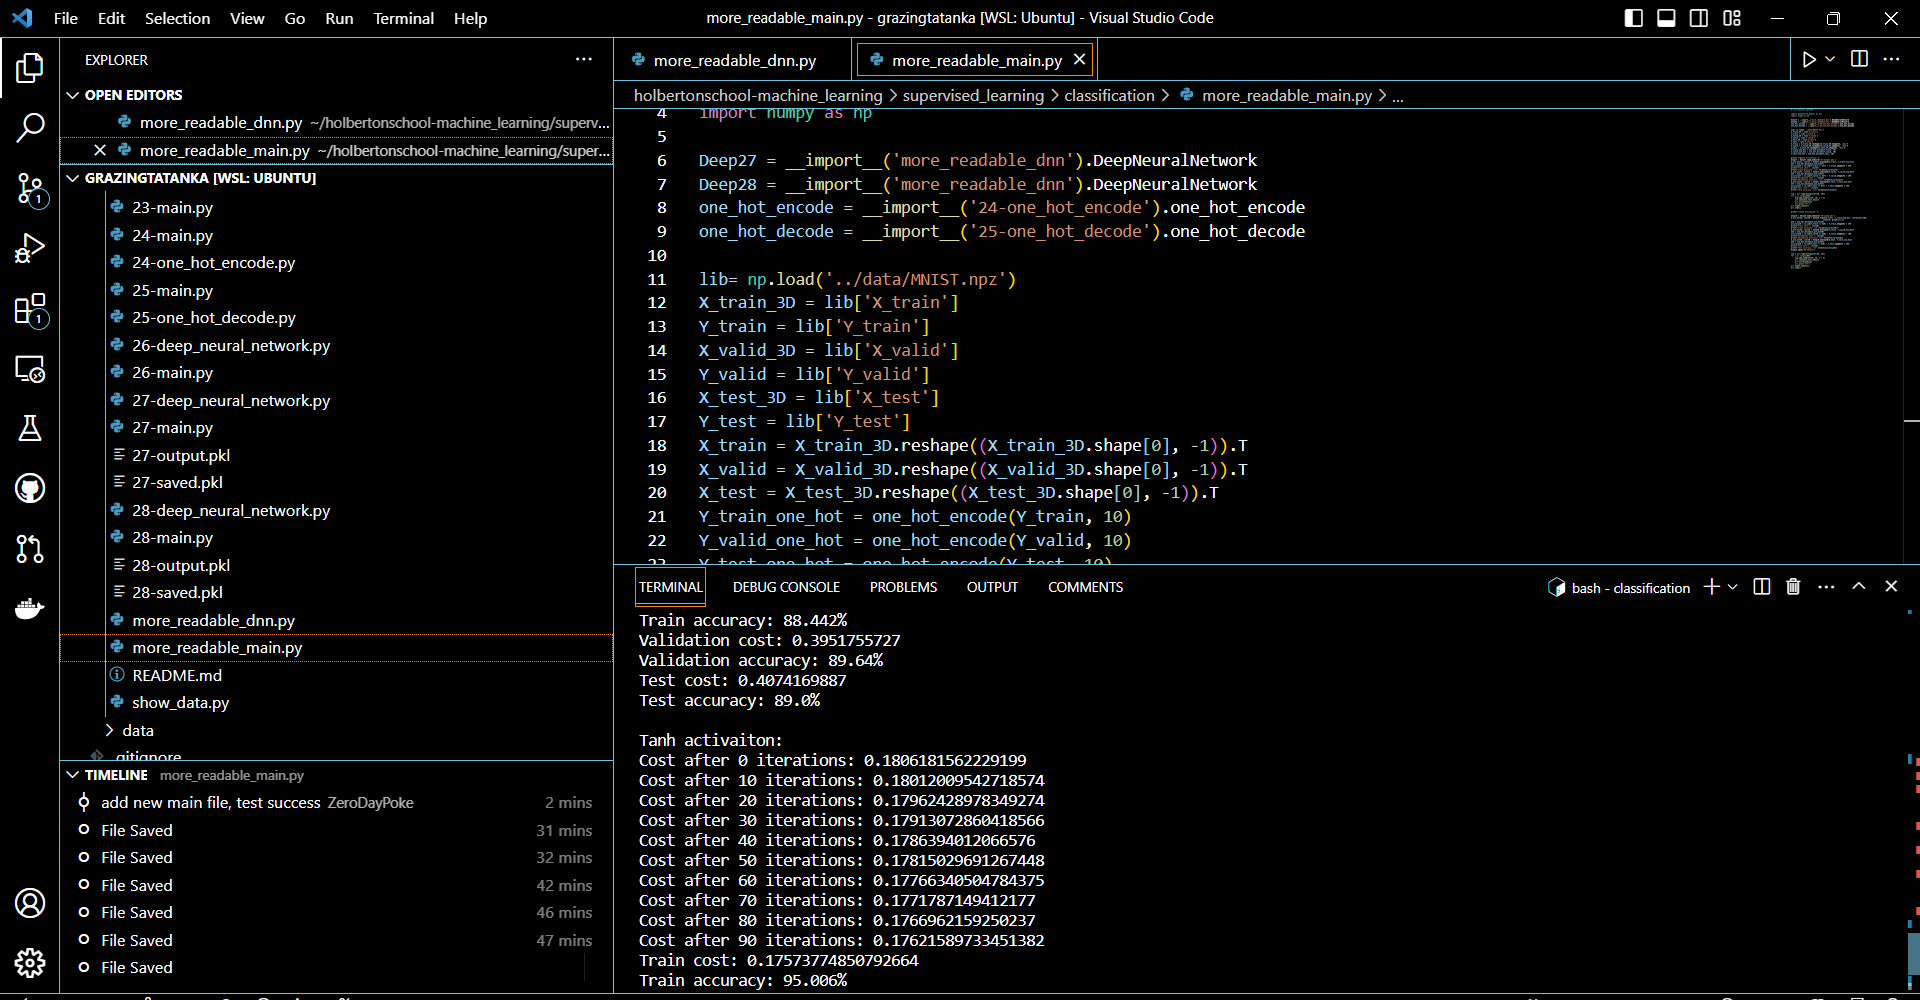 File Edit Selection View Go Run Terminal Help
more_readable_main.py - grazingtatanka [WSL: Ubuntu] - Visual Studio Code
EXPLORER
OPEN EDITORS
more_readable_dnn.py ~/holbertonschool-machine_learning/superv...
more_readable_main.py ~/holbertonschool-machine_learning/super...
GRAZINGTATANKA [WSL: UBUNTU]
23-main.py
24-main.py
24-one_hot_encode.py
25-main.py
25-one_hot_decode.py
26-deep_neural_network.py
26-main.py
27-deep_neural_network.py
27-main.py
27-output.pkl
27-saved.pkl
28-deep_neural_network.py
28-main.py
28-output.pkl
28-saved.pkl
more_readable_dnn.py
more_readable_main.py
README.md
show_data.py
data
.gitignore
TIMELINE more_readable_main.py
add new main file, test success ZeroDayPoke 2 mins
File Saved 31 mins
File Saved 32 mins
File Saved 42 mins
File Saved 46 mins
File Saved 47 mins
File Saved
1
1
more_readable_dnn.py
more_readable_main.py
holbertonschool-machine_learning > supervised_learning > classification > more_readable_main.py > ...
4 import numpy as np
5
6 Deep27 = __import__('more_readable_dnn').DeepNeuralNetwork
7 Deep28 = __import__('more_readable_dnn').DeepNeuralNetwork
8 one_hot_encode = __import__('24-one_hot_encode').one_hot_encode
9 one_hot_decode = __import__('25-one_hot_decode').one_hot_decode
10
11 lib= np.load('../data/MNIST.npz')
12 X_train_3D = lib['X_train']
13 Y_train = lib['Y_train']
14 X_valid_3D = lib['X_valid']
15 Y_valid = lib['Y_valid']
16 X_test_3D = lib['X_test']
17 Y_test = lib['Y_test']
18 X_train = X_train_3D.reshape((X_train_3D.shape[0], -1)).T
19 X_valid = X_valid_3D.reshape((X_valid_3D.shape[0], -1)).T
20 X_test = X_test_3D.reshape((X_test_3D.shape[0], -1)).T
21 Y_train_one_hot = one_hot_encode(Y_train, 10)
22 Y_valid_one_hot = one_hot_encode(Y_valid, 10)
23 Y_test_one_hot = one_hot_encode(Y_test, 10)
TERMINAL DEBUG CONSOLE PROBLEMS OUTPUT COMMENTS
bash - classification
Train accuracy: 88.442%
Validation cost: 0.3951755727
Validation accuracy: 89.64%
Test cost: 0.4074169887
Test accuracy: 89.0%
Tanh activaiton:
Cost after 0 iterations: 0.1806181562229199
Cost after 10 iterations: 0.18012009542718574
Cost after 20 iterations: 0.17962428978349274
Cost after 30 iterations: 0.17913072860418566
Cost after 40 iterations: 0.1786394012066576
Cost after 50 iterations: 0.17815029691267448
Cost after 60 iterations: 0.17766340504784375
Cost after 70 iterations: 0.1771787149412177
Cost after 80 iterations: 0.1766962159250237
Cost after 90 iterations: 0.17621589733451382
Train cost: 0.17573774850792664
Train accuracy: 95.006%